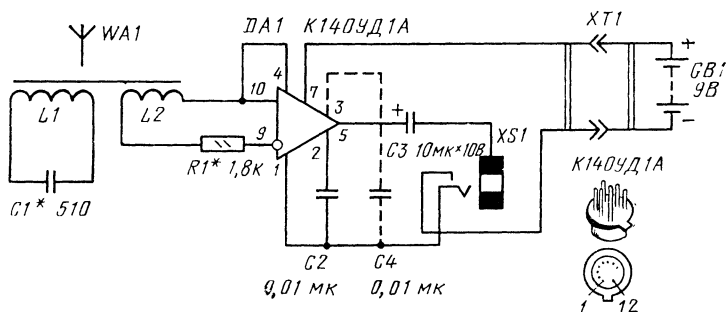 WA1
DA1
К140УД1А
XT1
4
7
10
3
+
GB1
9В
L1
L2
9
5
−
2
+
C3 10мк×10В
XS1
R1* 1,8к
1
C1* 510
К140УД1А
C2
C4
0,01 мк
0,01 мк
1
12